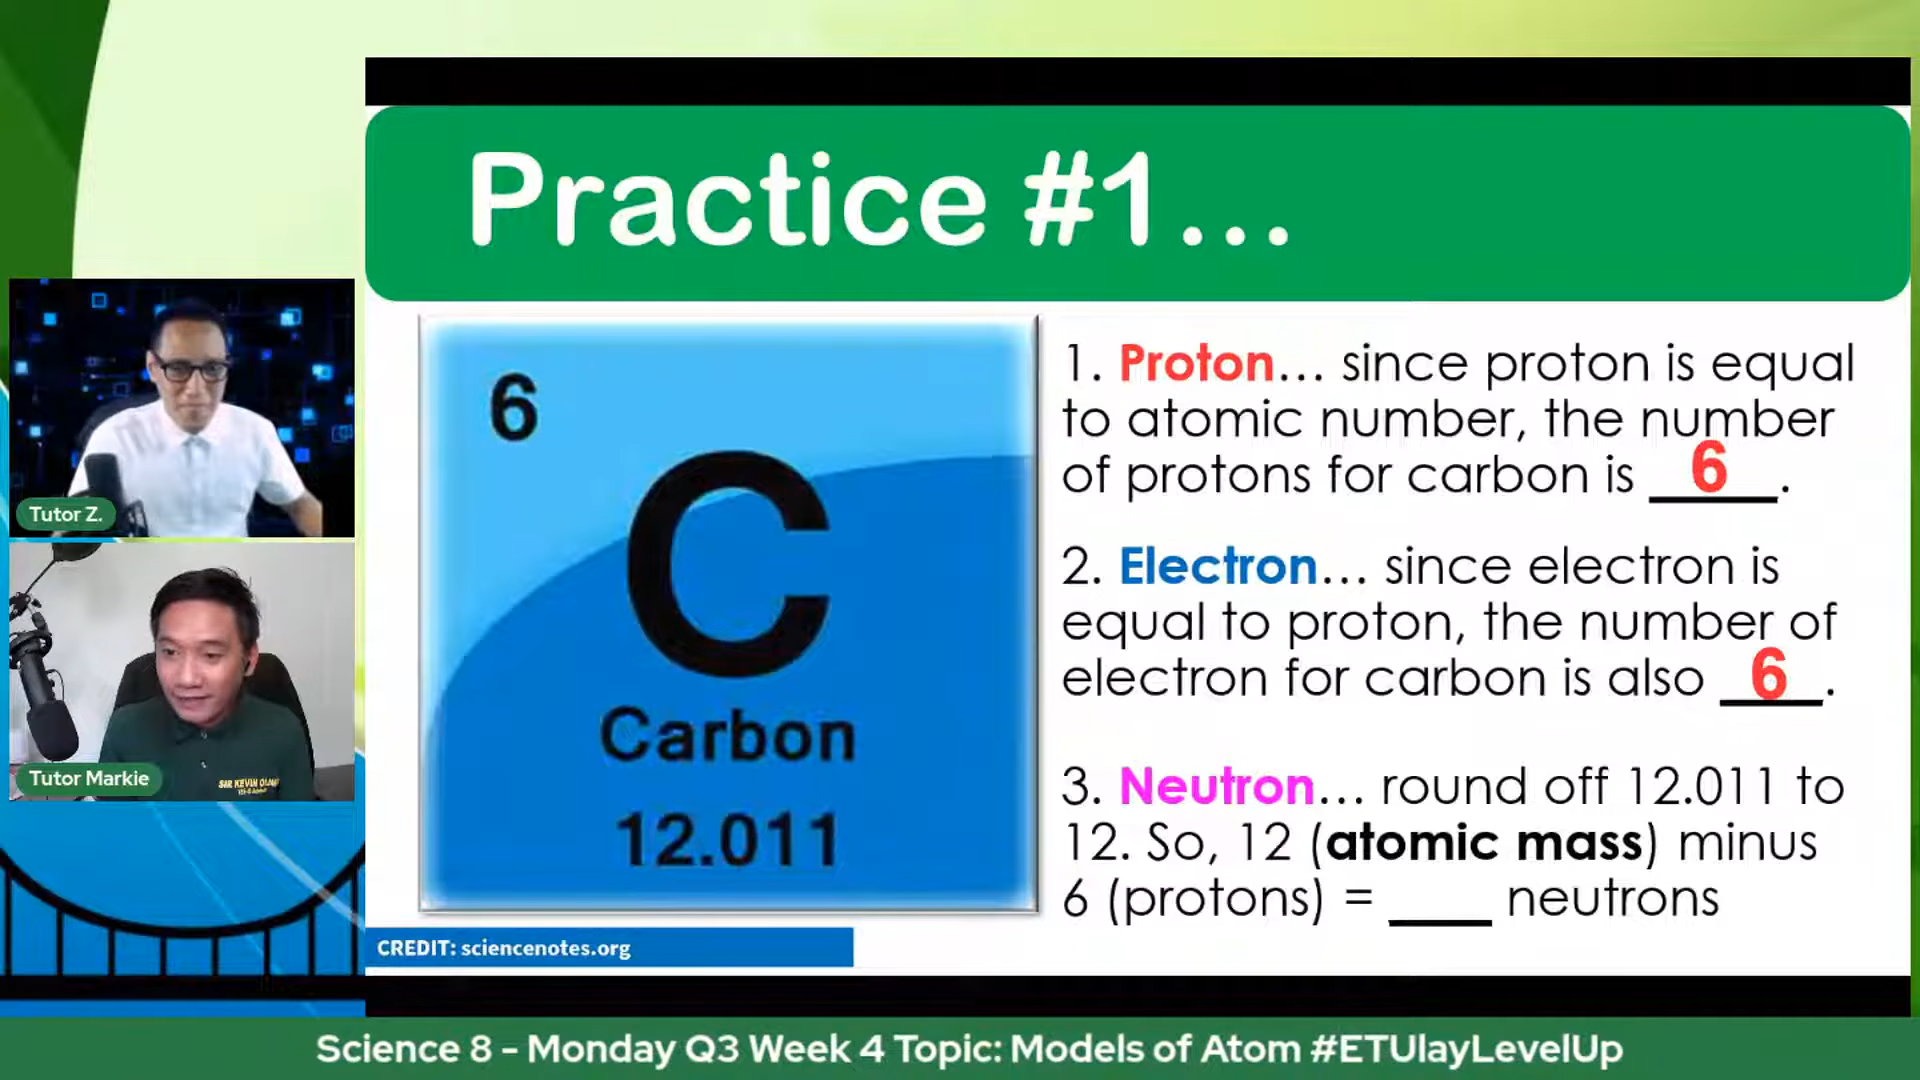 Practice #1...
6
C
Carbon
12.011
1. Proton... since proton is equal
to atomic number, the number
of protons for carbon is 6.
2. Electron... since electron is
equal to proton, the number of
electron for carbon is also 6.
3. Neutron... round off 12.011 to
12. So, 12 (atomic mass) minus
6 (protons) = ____ neutrons
CREDIT: sciencenotes.org
Tutor Z.
Tutor Markie
Science 8 - Monday Q3 Week 4 Topic: Models of Atom #ETUlayLevelUp